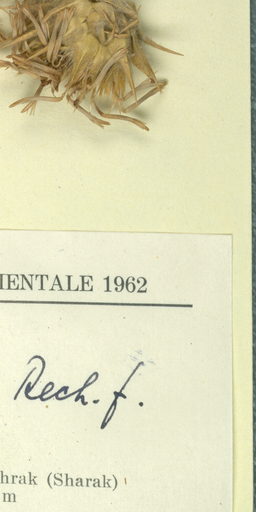 IENTALE 1962
Rech. f.
hrak (Sharak)
m